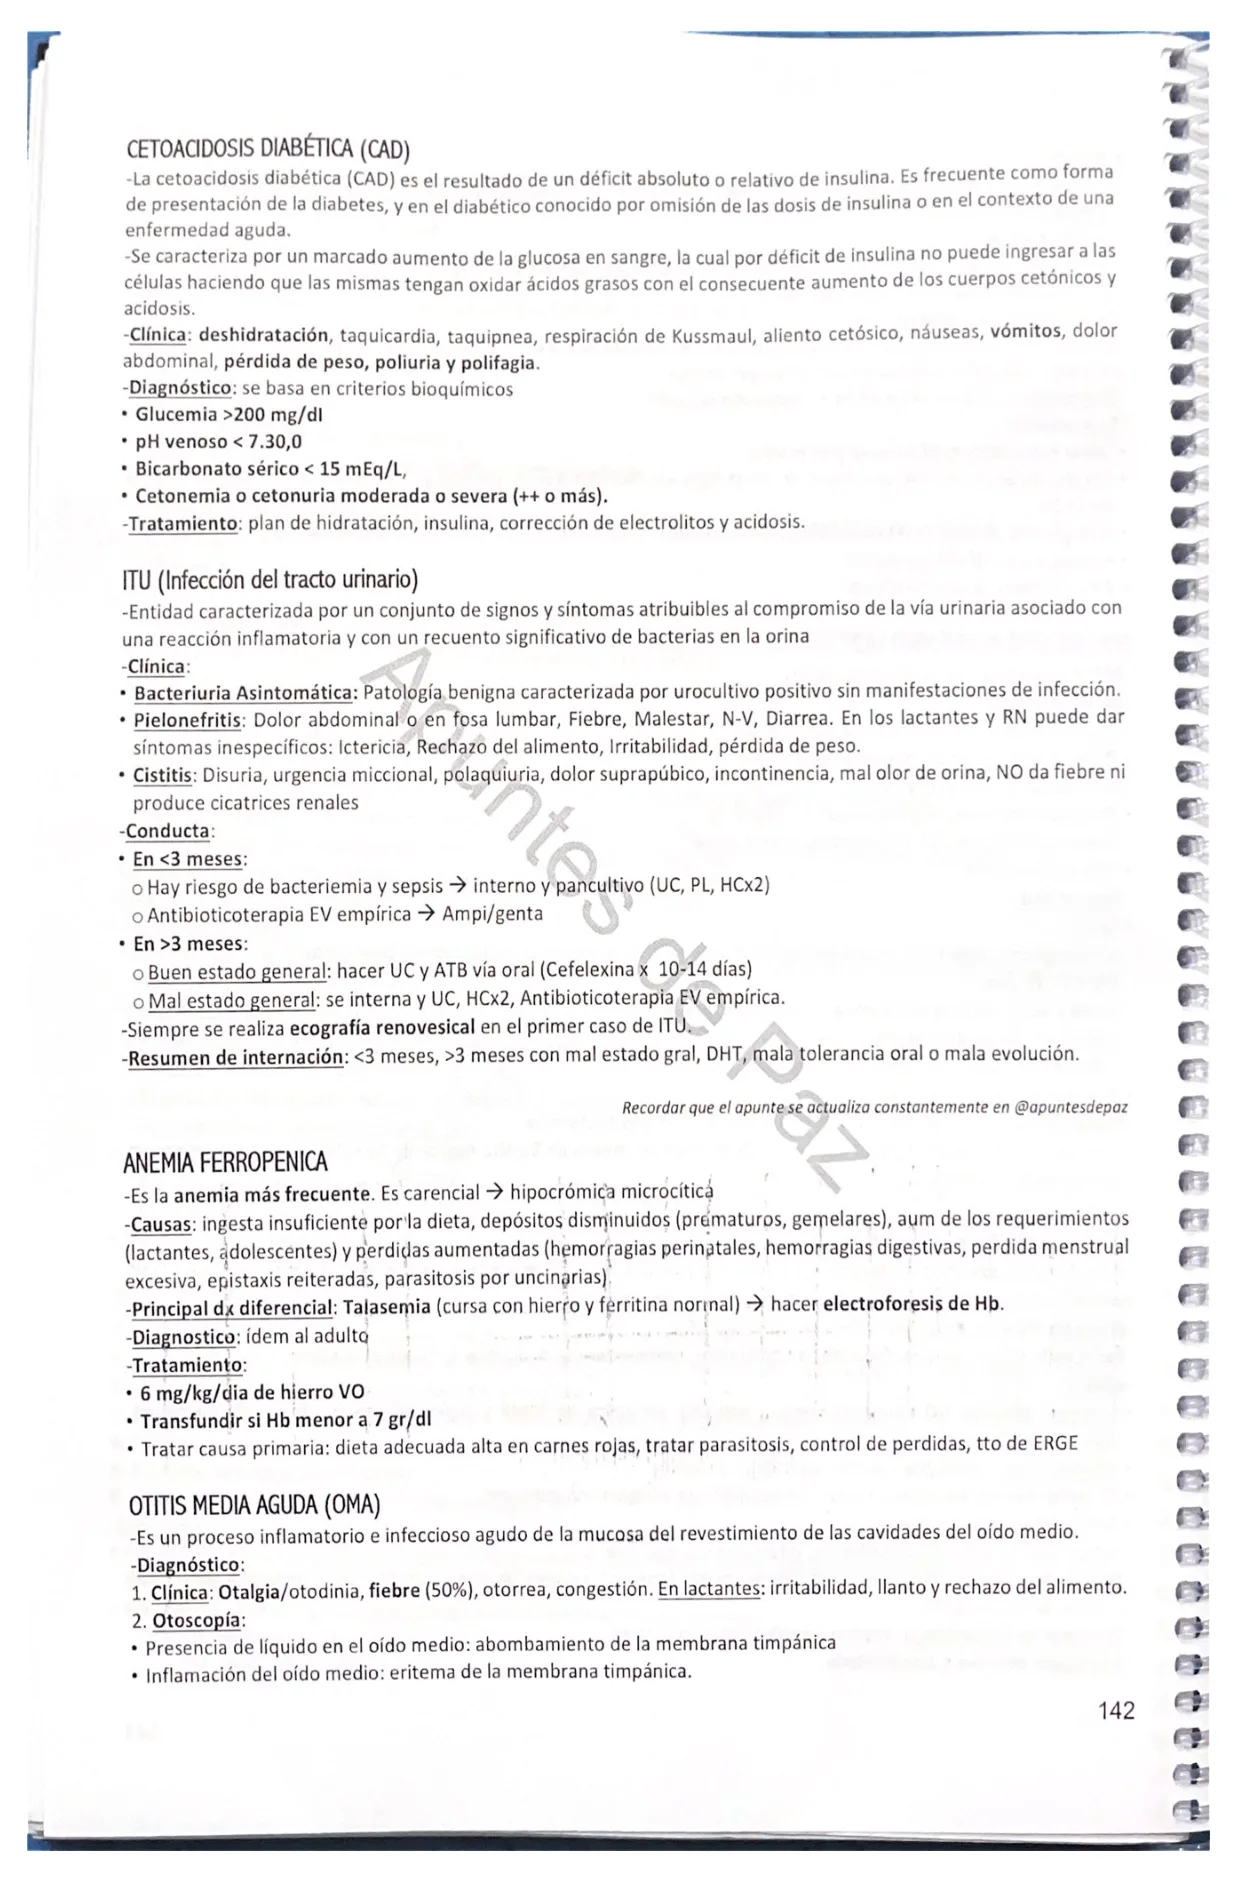 CETOACIDOSIS DIABÉTICA (CAD)
-La cetoacidosis diabética (CAD) es el resultado de un déficit absoluto o relativo de insulina. Es frecuente como forma
de presentación de la diabetes, y en el diabético conocido por omisión de las dosis de insulina o en el contexto de una
enfermedad aguda.
-Se caracteriza por un marcado aumento de la glucosa en sangre, la cual por déficit de insulina no puede ingresar a las
células haciendo que las mismas tengan oxidar ácidos grasos con el consecuente aumento de los cuerpos cetónicos y
acidosis.
-Clínica: deshidratación, taquicardia, taquipnea, respiración de Kussmaul, aliento cetósico, náuseas, vómitos, dolor
abdominal, pérdida de peso, poliuria y polifagia.
-Diagnóstico: se basa en criterios bioquímicos
• Glucemia >200 mg/dl
• pH venoso < 7.30,0
• Bicarbonato sérico < 15 mEq/L,
• Cetonemia o cetonuria moderada o severa (++ o más).
-Tratamiento: plan de hidratación, insulina, corrección de electrolitos y acidosis.
ITU (Infección del tracto urinario)
-Entidad caracterizada por un conjunto de signos y síntomas atribuibles al compromiso de la vía urinaria asociado con
una reacción inflamatoria y con un recuento significativo de bacterias en la orina
-Clínica:
• Bacteriuria Asintomática: Patología benigna caracterizada por urocultivo positivo sin manifestaciones de infección.
• Pielonefritis: Dolor abdominal o en fosa lumbar, Fiebre, Malestar, N-V, Diarrea. En los lactantes y RN puede dar
síntomas inespecíficos: Ictericia, Rechazo del alimento, Irritabilidad, pérdida de peso.
• Cistitis: Disuria, urgencia miccional, polaquiuria, dolor suprapúbico, incontinencia, mal olor de orina, NO da fiebre ni
produce cicatrices renales
-Conducta:
• En <3 meses:
o Hay riesgo de bacteriemia y sepsis → interno y pancultivo (UC, PL, HCx2)
o Antibioticoterapia EV empírica → Ampi/genta
• En >3 meses:
o Buen estado general: hacer UC y ATB vía oral (Cefelexina x 10-14 días)
o Mal estado general: se interna y UC, HCx2, Antibioticoterapia EV empírica.
-Siempre se realiza ecografía renovesical en el primer caso de ITU.
-Resumen de internación: <3 meses, >3 meses con mal estado gral, DHT, mala tolerancia oral o mala evolución.
Apuntes de Paz
Recordar que el apunte se actualiza constantemente en @apuntesdepaz
ANEMIA FERROPENICA
-Es la anemia más frecuente. Es carencial → hipocrómica microcítica
-Causas: ingesta insuficiente por la dieta, depósitos disminuidos (prématuros, gemelares), aum de los requerimientos
(lactantes, adolescentes) y perdidas aumentadas (hemorragias perinatales, hemorragias digestivas, perdida menstrual
excesiva, epistaxis reiteradas, parasitosis por uncinarias).
-Principal dx diferencial: Talasemia (cursa con hierro y ferritina normal) → hacer electroforesis de Hb.
-Diagnostico: ídem al adulto
-Tratamiento:
• 6 mg/kg/dia de hierro VO
• Transfundir si Hb menor a 7 gr/dl
• Tratar causa primaria: dieta adecuada alta en carnes rojas, tratar parasitosis, control de perdidas, tto de ERGE
OTITIS MEDIA AGUDA (OMA)
-Es un proceso inflamatorio e infeccioso agudo de la mucosa del revestimiento de las cavidades del oído medio.
-Diagnóstico:
1. Clínica: Otalgia/otodinia, fiebre (50%), otorrea, congestión. En lactantes: irritabilidad, llanto y rechazo del alimento.
2. Otoscopía:
• Presencia de líquido en el oído medio: abombamiento de la membrana timpánica
• Inflamación del oído medio: eritema de la membrana timpánica.
142